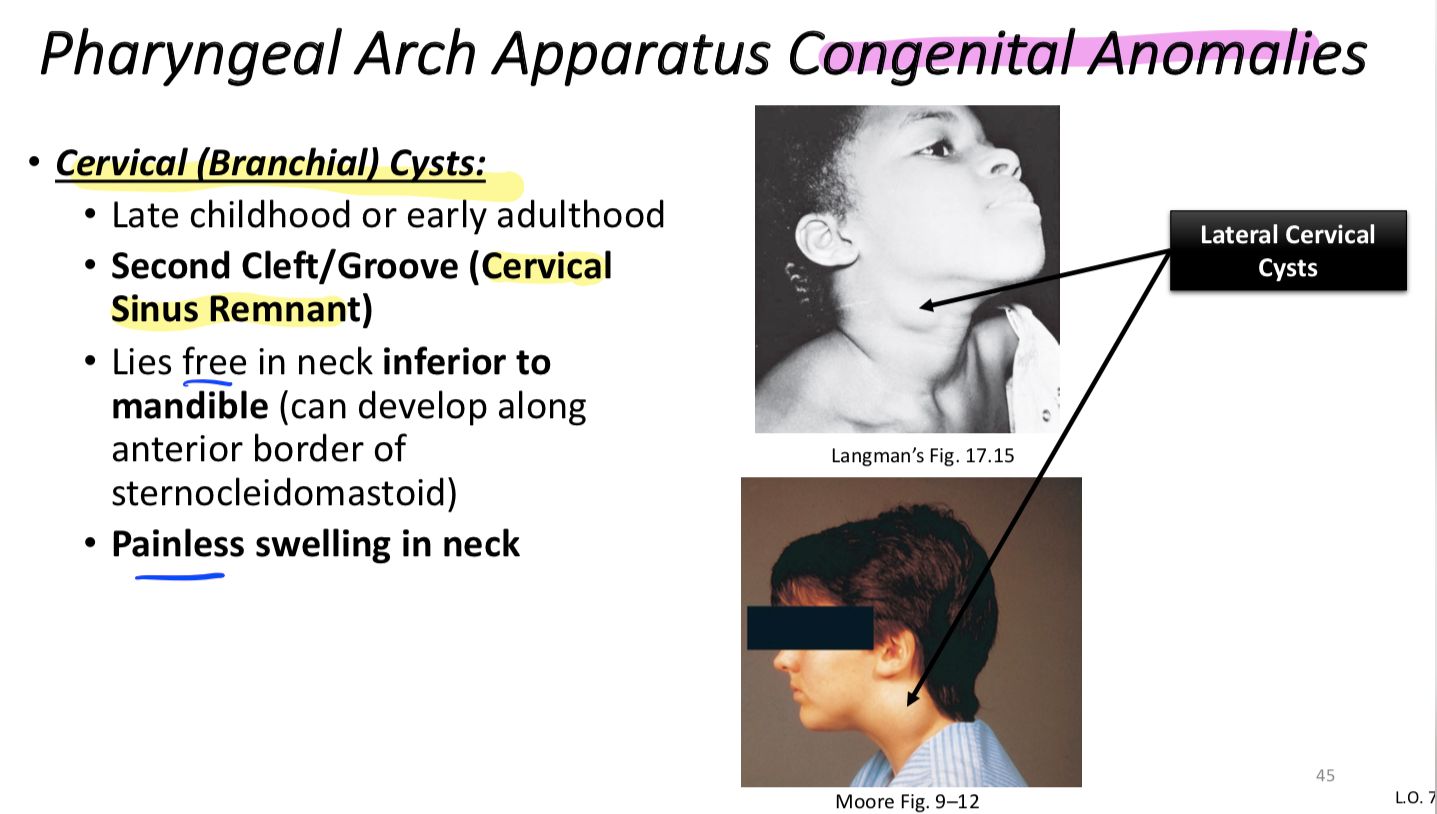 Pharyngeal Arch Apparatus Congenital Anomalies
• Cervical (Branchial) Cysts:
• Late childhood or early adulthood
• Second Cleft/Groove (Cervical
Sinus Remnant)
• Lies free in neck inferior to
mandible (can develop along
anterior border of
sternocleidomastoid)
• Painless swelling in neck
Lateral Cervical
Cysts
Langman's Fig. 17.15
Moore Fig. 9–12
45
L.O. 7